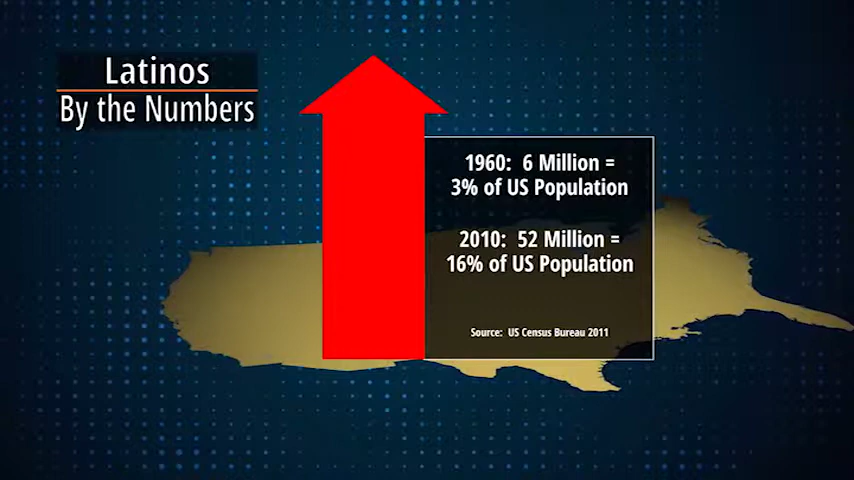 Latinos
By the Numbers
1960: 6 Million =
3% of US Population
2010: 52 Million =
16% of US Population
Source: US Census Bureau 2011